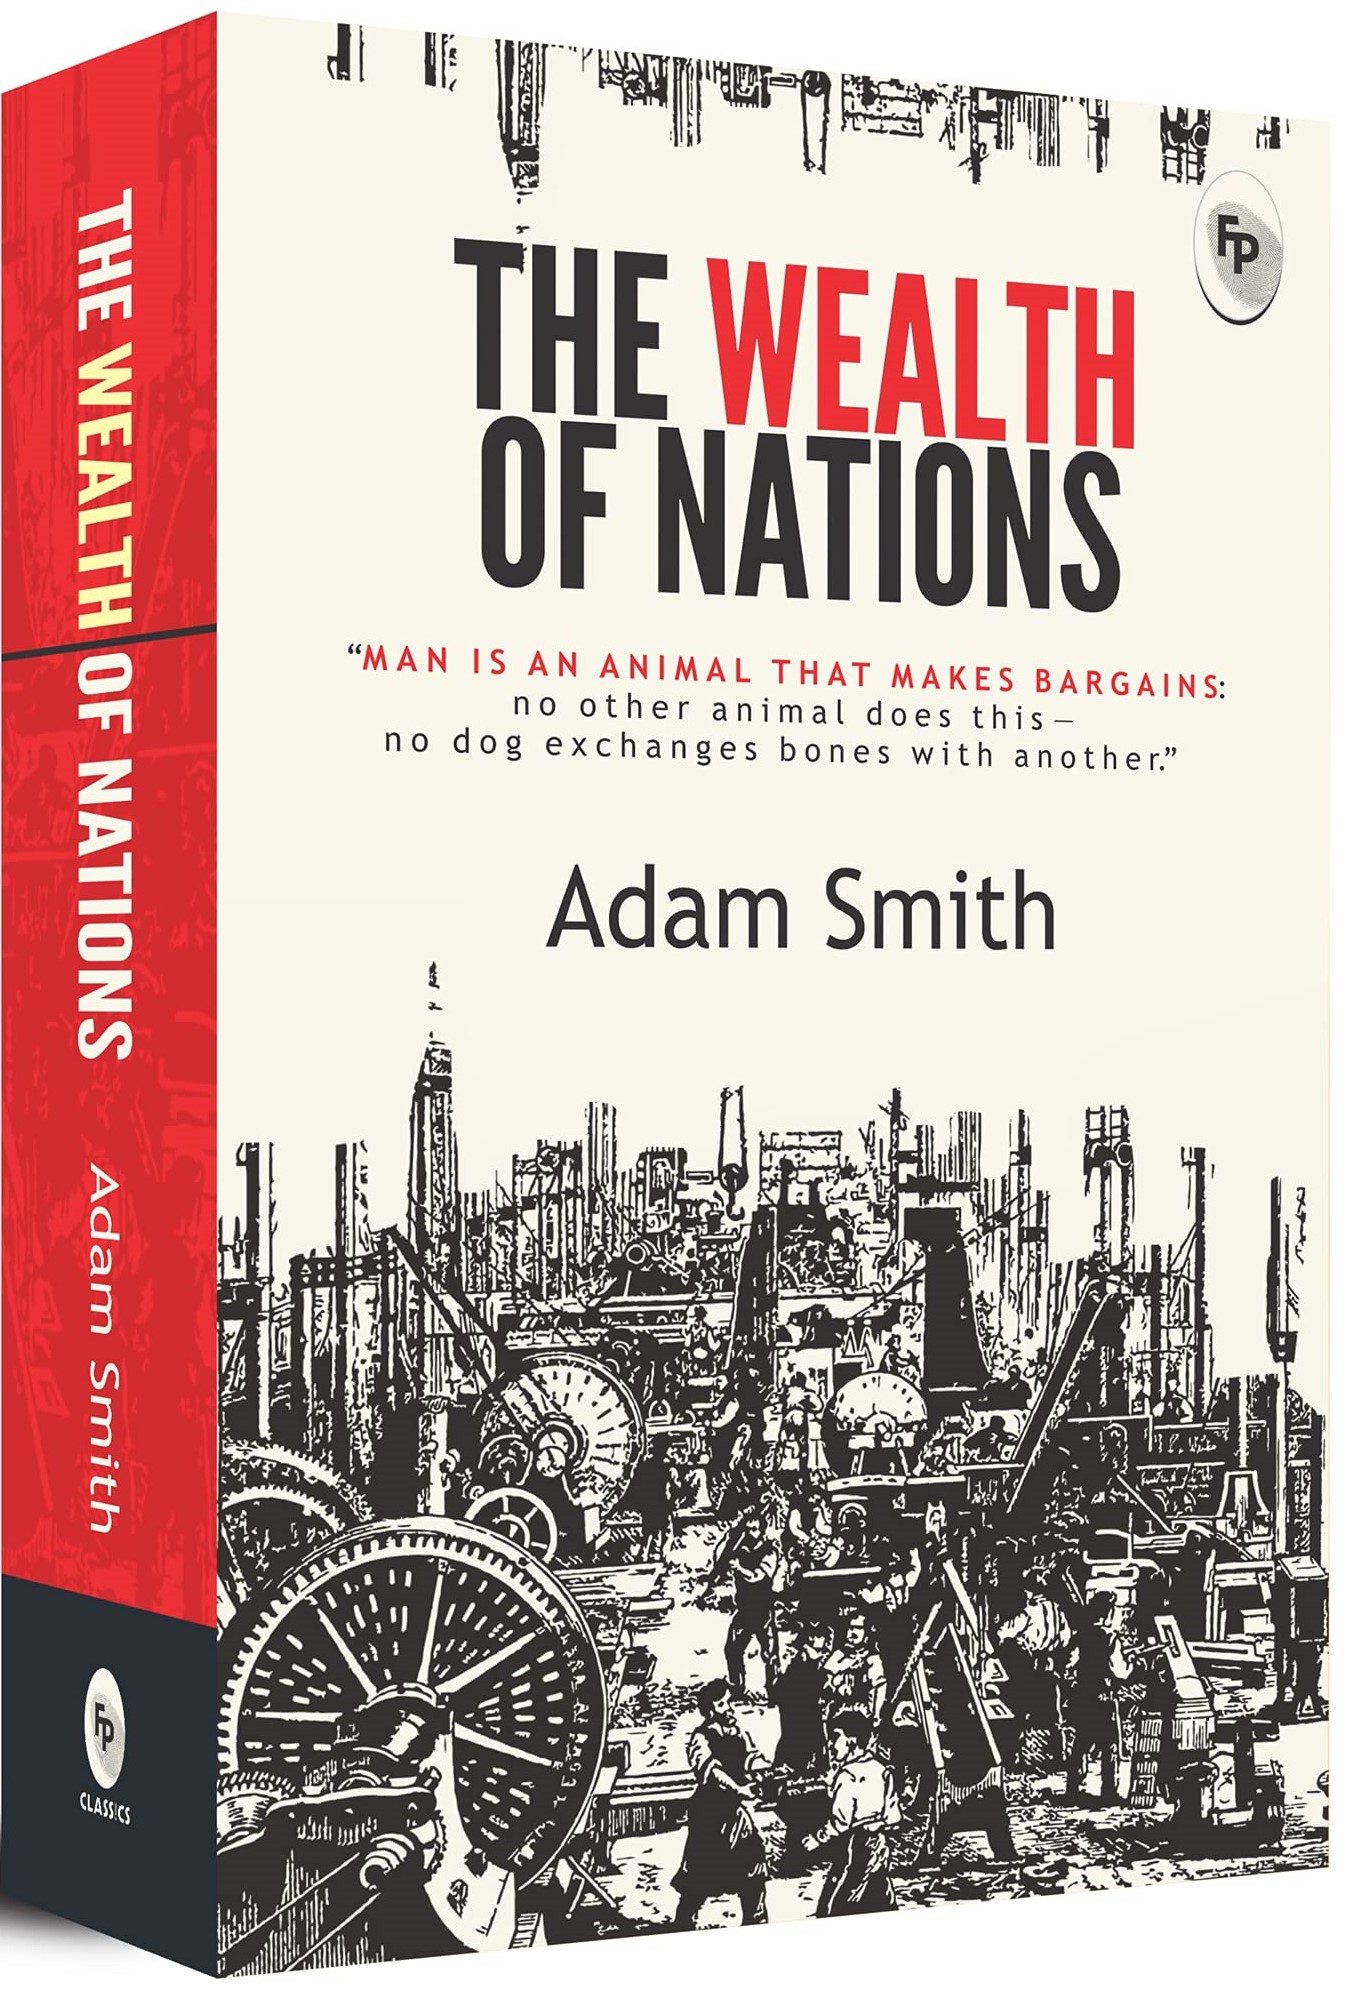 THE WEALTH OF NATIONS Adam Smith
FP
CLASSICS
FP
THE WEALTH
OF NATIONS
“MAN IS AN ANIMAL THAT MAKES BARGAINS:
no other animal does this—
no dog exchanges bones with another.”
Adam Smith